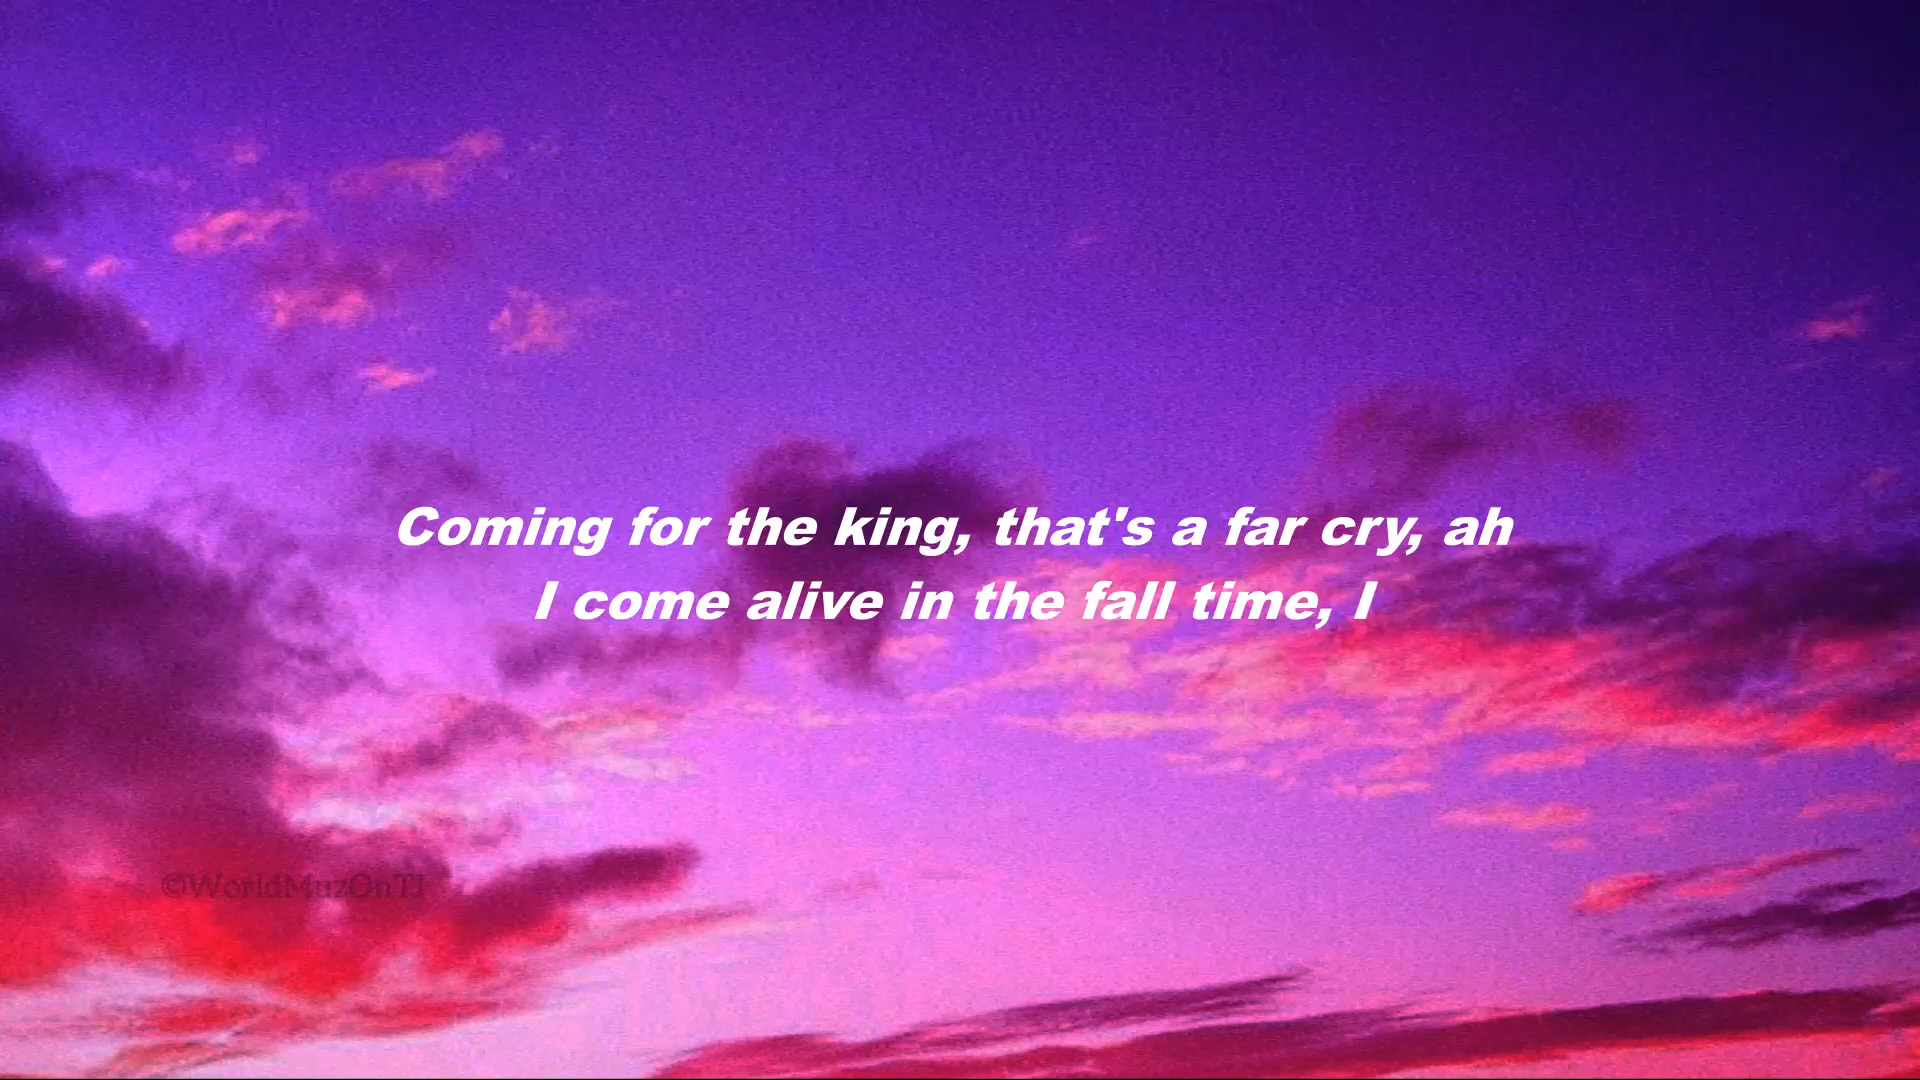 Coming for the king, that's a far cry, ah
I come alive in the fall time, I
©WorldMuzOnTJ